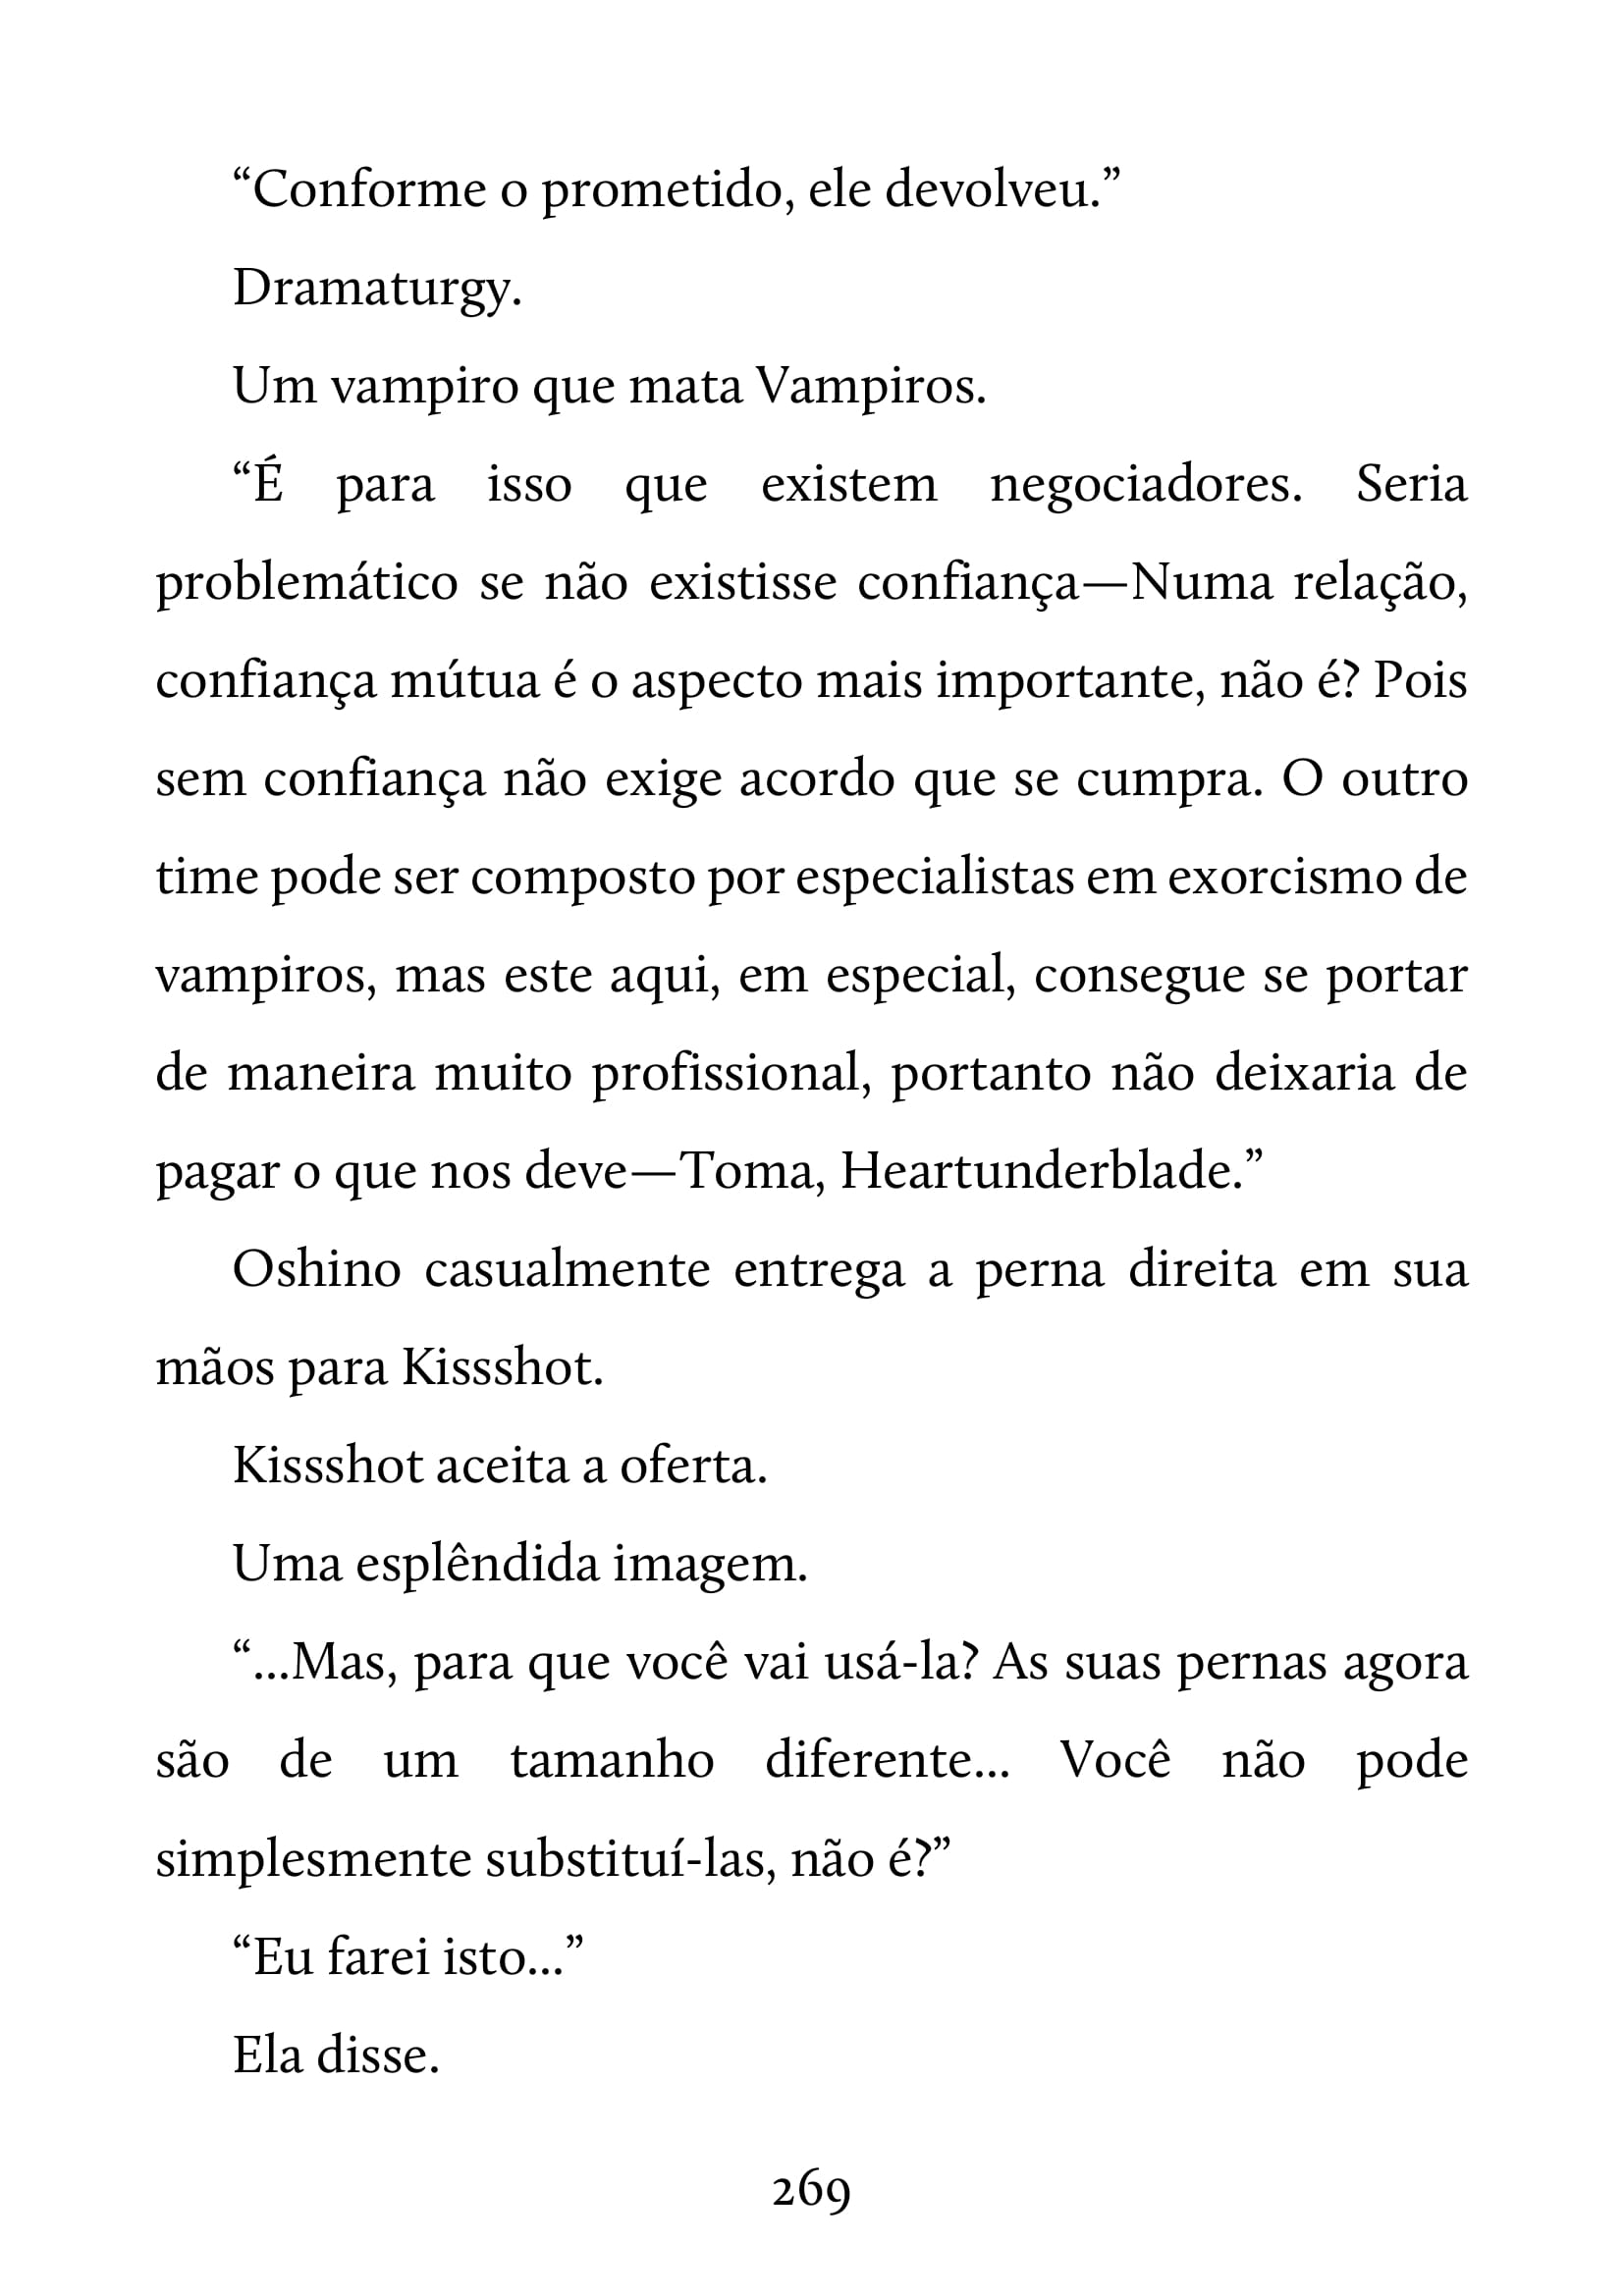 “Conforme o prometido, ele devolveu.”
Dramaturgy.
Um vampiro que mata Vampiros.
“É para isso que existem negociadores. Seria
problemático se não existisse confiança—Numa relação,
confiança mútua é o aspecto mais importante, não é? Pois
sem confiança não exige acordo que se cumpra. O outro
time pode ser composto por especialistas em exorcismo de
vampiros, mas este aqui, em especial, consegue se portar
de maneira muito profissional, portanto não deixaria de
pagar o que nos deve—Toma, Heartunderblade.”
Oshino casualmente entrega a perna direita em sua
mãos para Kissshot.
Kissshot aceita a oferta.
Uma esplêndida imagem.
“...Mas, para que você vai usá-la? As suas pernas agora
são de um tamanho diferente... Você não pode
simplesmente substituí-las, não é?”
“Eu farei isto...”
Ela disse.
269